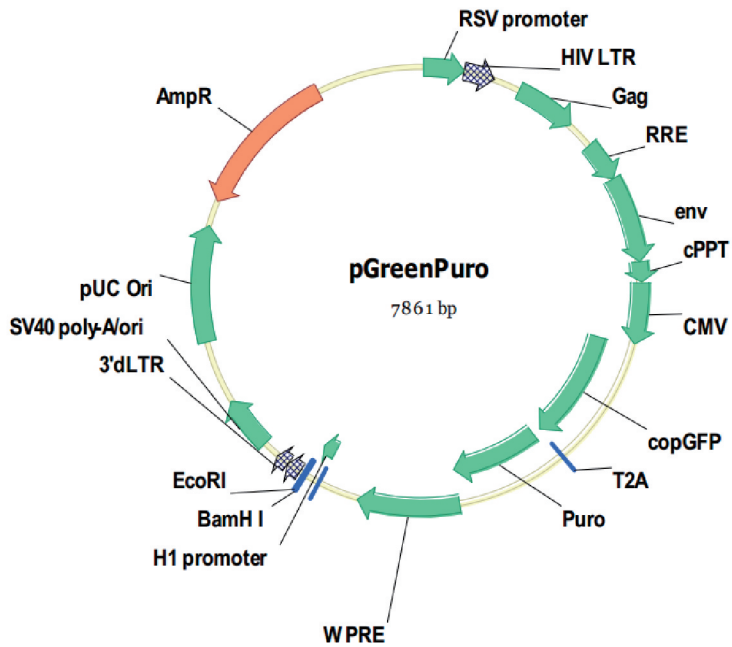 RSV promoter
HIV LTR
Gag
RRE
env
cPPT
CMV
copGFP
T2A
Puro
WPRE
H1 promoter
BamH I
EcoRI
3'dLTR
SV40 poly-A/ori
pUC Ori
AmpR
pGreenPuro
7861 bp